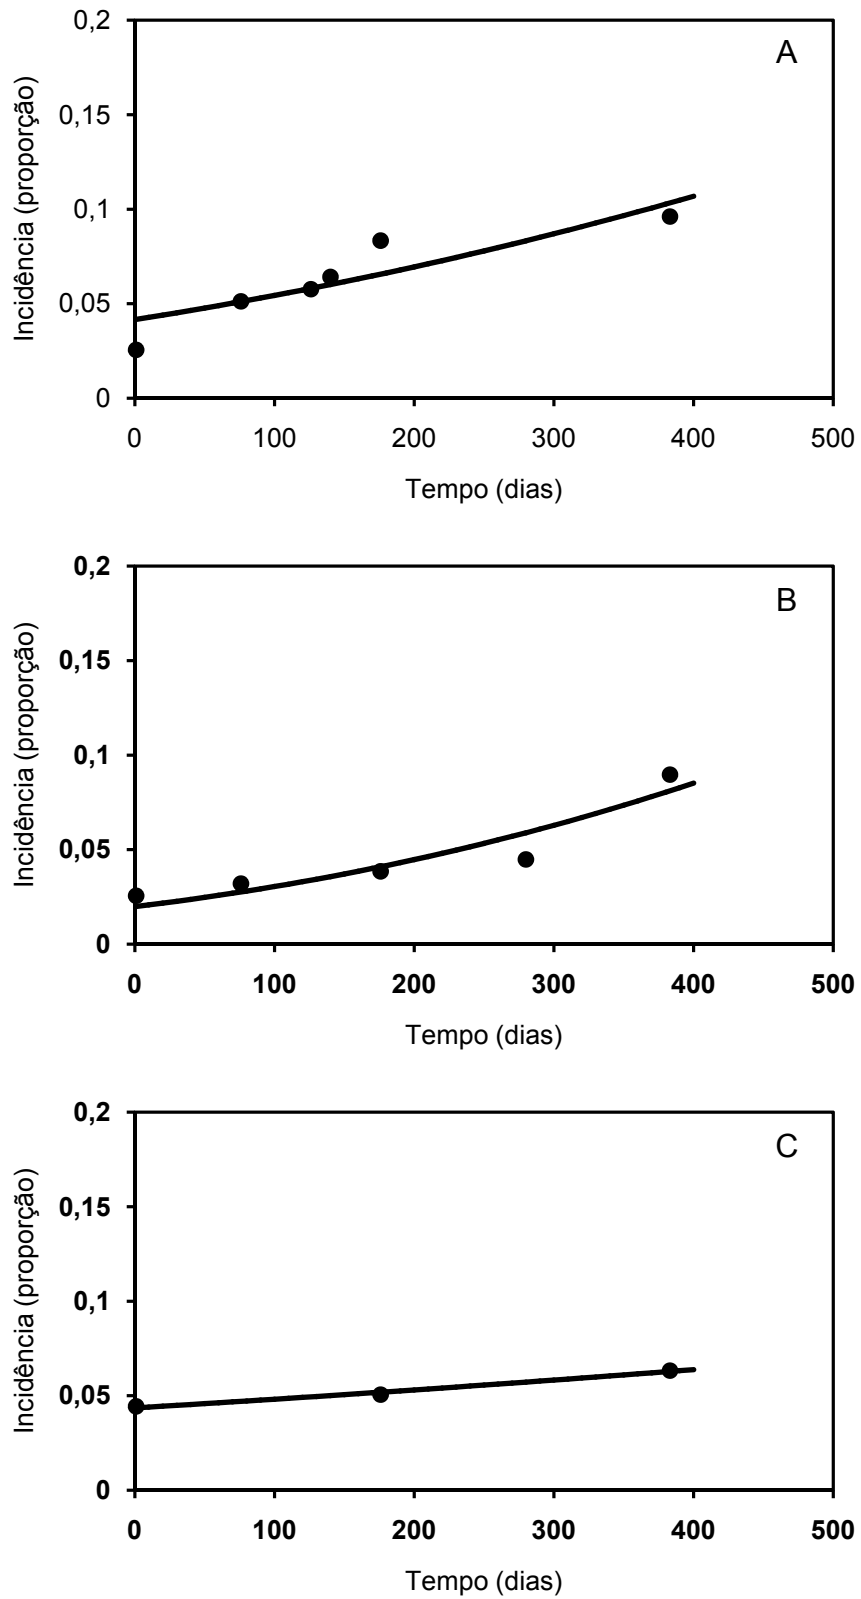 A
Incidência (proporção)
0,2
0,15
0,1
0,05
0
0 100 200 300 400 500
Tempo (dias)
B
Incidência (proporção)
0,2
0,15
0,1
0,05
0
0 100 200 300 400 500
Tempo (dias)
C
Incidência (proporção)
0,2
0,15
0,1
0,05
0
0 100 200 300 400 500
Tempo (dias)